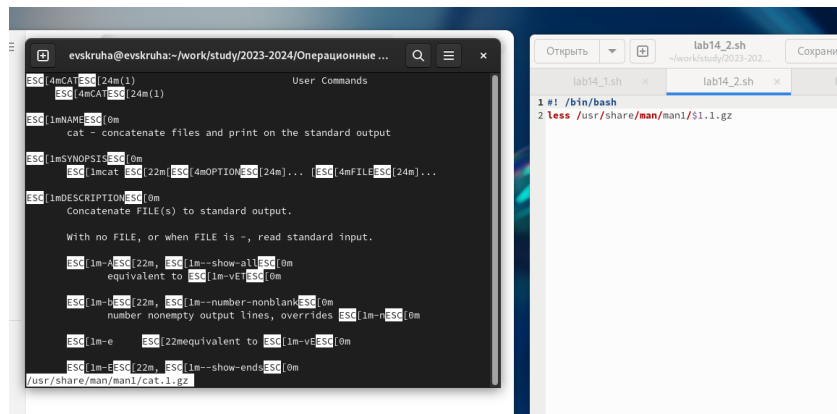 evskruha@evskruha:~/work/study/2023-2024/Операционные ...
ESC[4mCATESC[24m(1) User Commands
ESC[4mCATESC[24m(1)
ESC[1mNAMEESC[0m
cat - concatenate files and print on the standard output
ESC[1mSYNOPSISESC[0m
ESC[1mcat ESC[22m[ESC[4mOPTIONESC[24m]... [ESC[4mFILEESC[24m]...
ESC[1mDESCRIPTIONESC[0m
Concatenate FILE(s) to standard output.
With no FILE, or when FILE is -, read standard input.
ESC[1m-AESC[22m, ESC[1m--show-allESC[0m
equivalent to ESC[1m-vETESC[0m
ESC[1m-bESC[22m, ESC[1m--number-nonblankESC[0m
number nonempty output lines, overrides ESC[1m-nESC[0m
ESC[1m-e ESC[22mequivalent to ESC[1m-vEESC[0m
ESC[1m-EESC[22m, ESC[1m--show-endsESC[0m
/usr/share/man/man1/cat.1.gz
Открыть
lab14_2.sh
~/work/study/2023-202...
Сохрани
lab14_1.sh ×
lab14_2.sh ×
1 #! /bin/bash
2 less /usr/share/man/man1/$1.1.gz